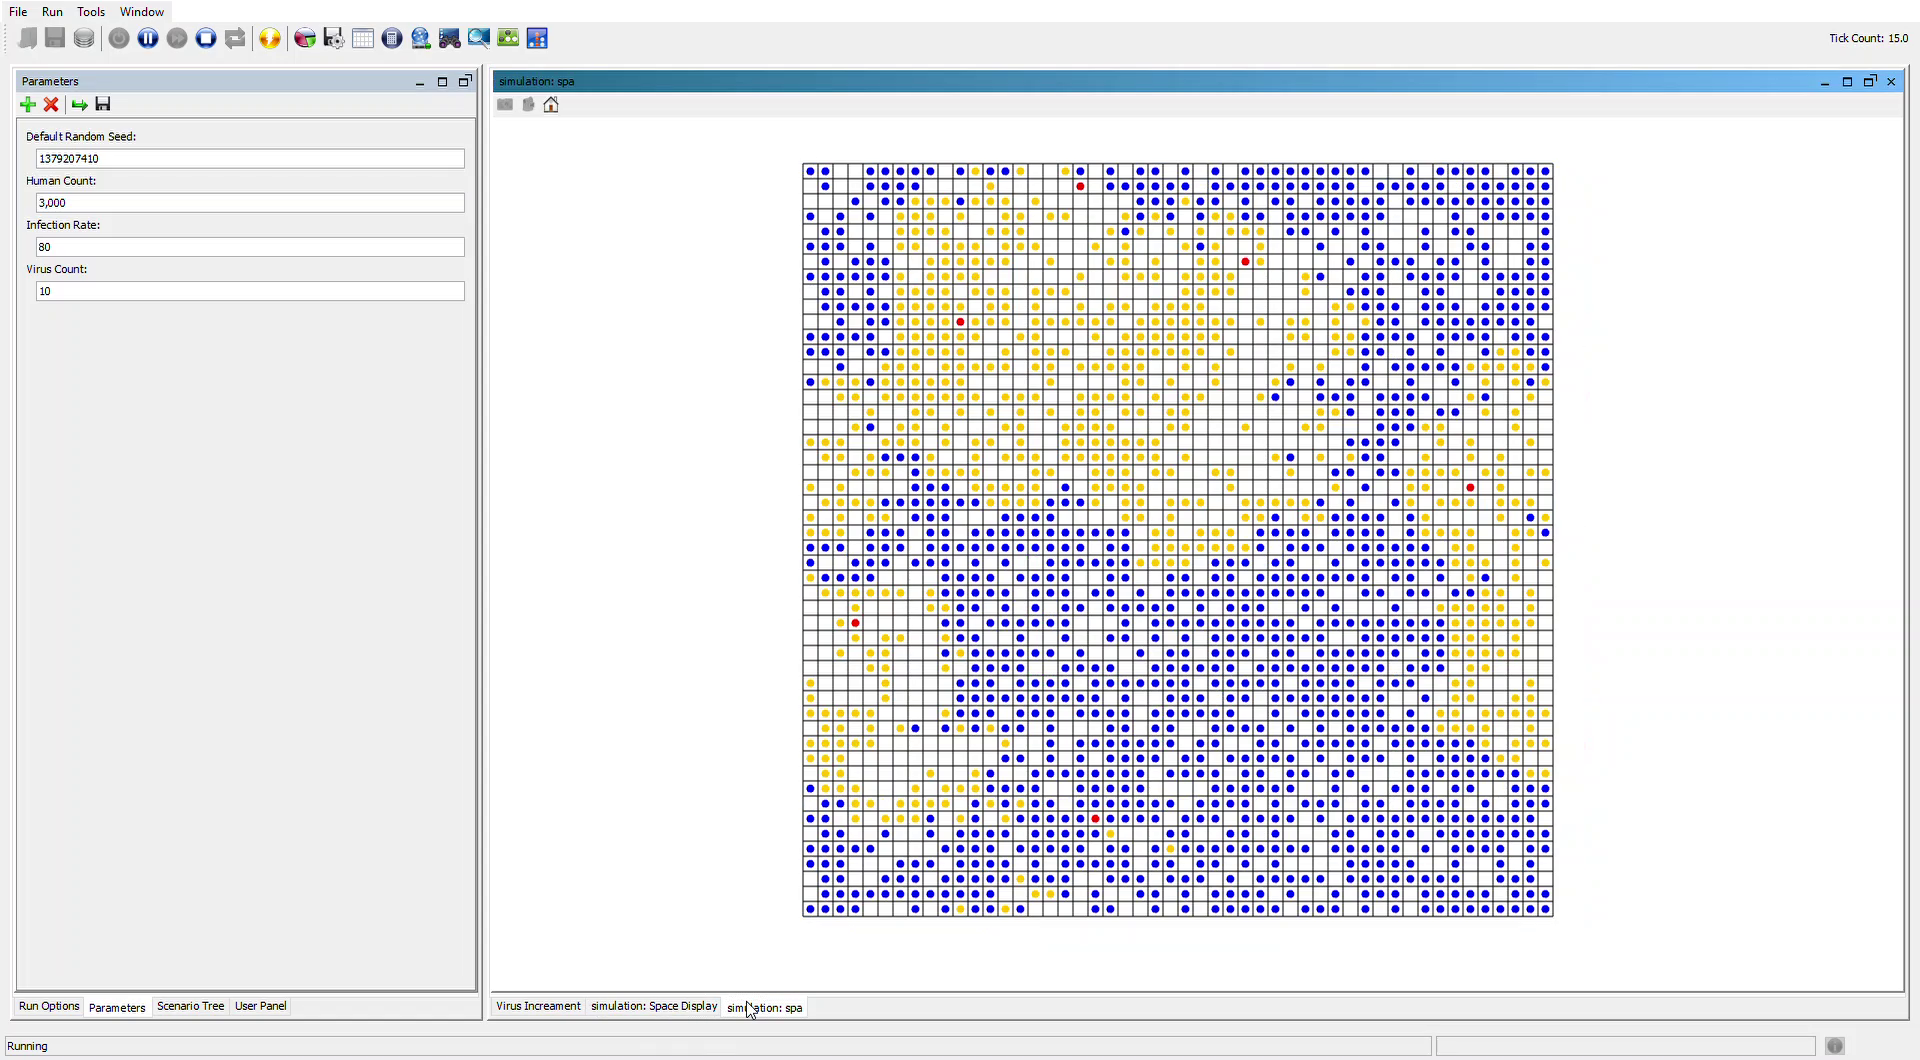 File Run Tools Window
Tick Count: 15.0
Parameters
Default Random Seed:
1379207410
Human Count:
3,000
Infection Rate:
80
Virus Count:
10
Run Options Parameters Scenario Tree User Panel
simulation: spa
Virus Increament simulation: Space Display simulation: spa
Running